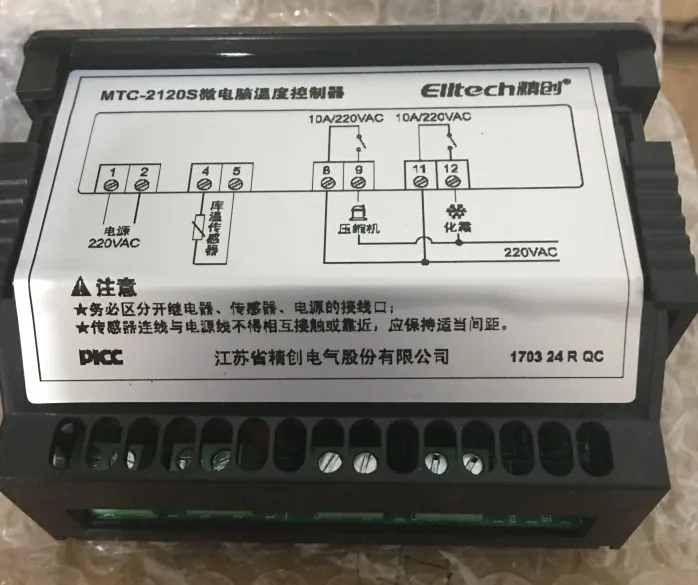 MTC-2120S微电脑温度控制器
Elitech精创®
10A/220VAC 10A/220VAC
1 2 4 5 8 9 11 12
电源
220VAC
库温传感器
压缩机
化霜
220VAC
注意
★务必区分开继电器、传感器、电源的接线口;
★传感器连线与电源线不得相互接触或靠近，应保持适当间距。
PICC 江苏省精创电气股份有限公司 1703 24 R QC